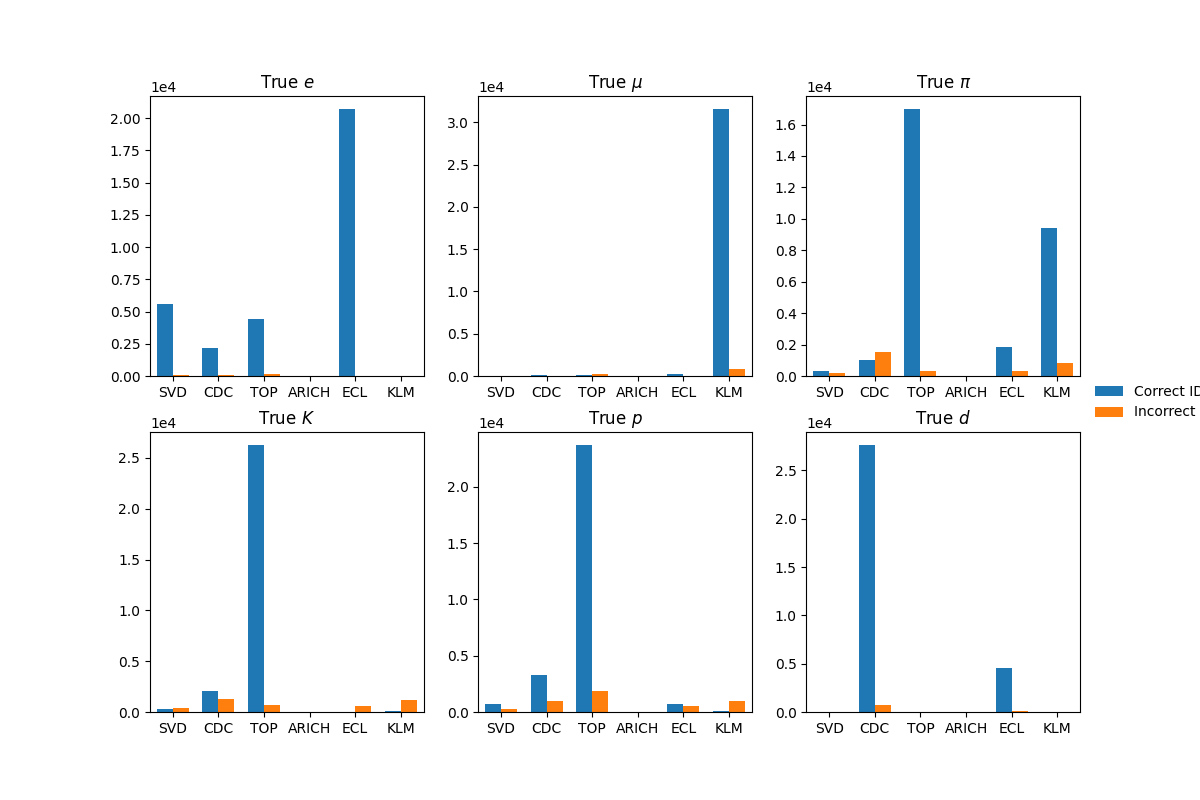 True e
1e4
2.00
1.75
1.50
1.25
1.00
0.75
0.50
0.25
0.00
SVD CDC TOP ARICH ECL KLM
True μ
1e4
3.0
2.5
2.0
1.5
1.0
0.5
0.0
SVD CDC TOP ARICH ECL KLM
True π
1e4
1.6
1.4
1.2
1.0
0.8
0.6
0.4
0.2
0.0
SVD CDC TOP ARICH ECL KLM
Correct ID
Incorrect
True K
1e4
2.5
2.0
1.5
1.0
0.5
0.0
SVD CDC TOP ARICH ECL KLM
True p
1e4
2.0
1.5
1.0
0.5
0.0
SVD CDC TOP ARICH ECL KLM
True d
1e4
2.5
2.0
1.5
1.0
0.5
0.0
SVD CDC TOP ARICH ECL KLM